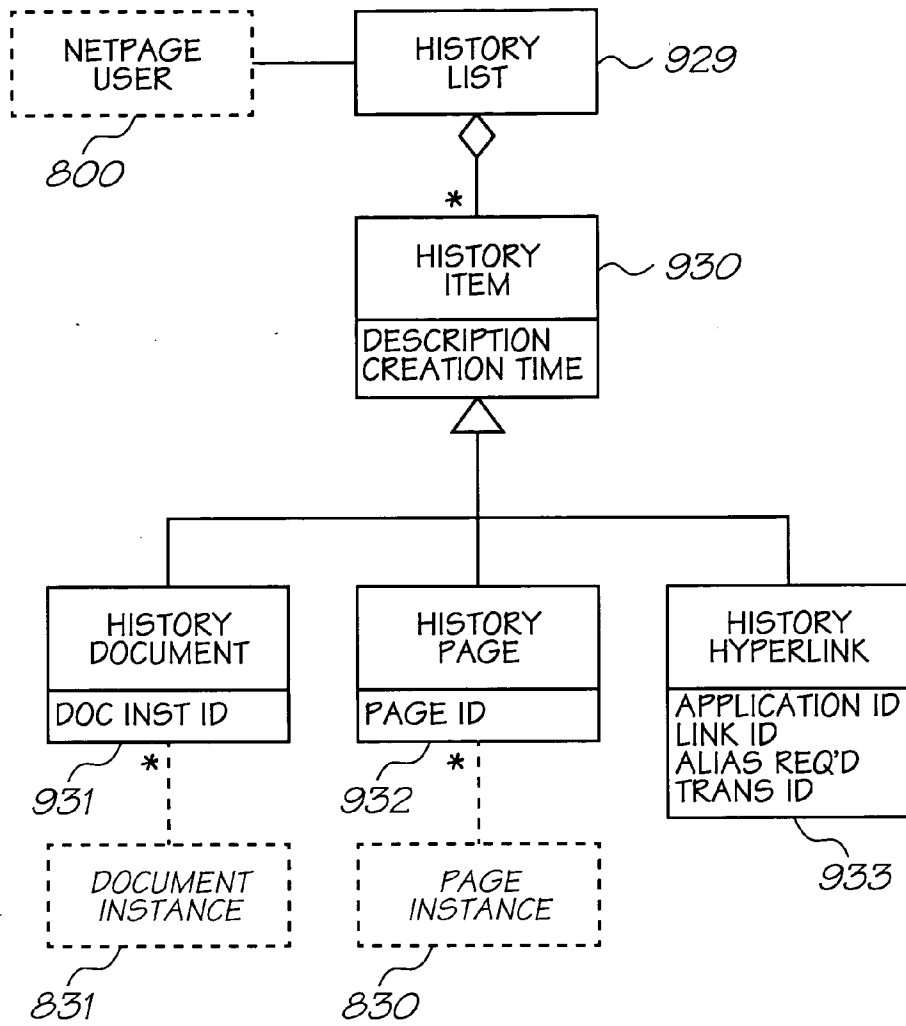 NETPAGE
USER
800
HISTORY
LIST
929
*
HISTORY
ITEM
930
DESCRIPTION
CREATION TIME
HISTORY
DOCUMENT
DOC INST ID
931
*
HISTORY
PAGE
PAGE ID
932
*
HISTORY
HYPERLINK
APPLICATION ID
LINK ID
ALIAS REQ'D
TRANS ID
933
DOCUMENT
INSTANCE
831
PAGE
INSTANCE
830